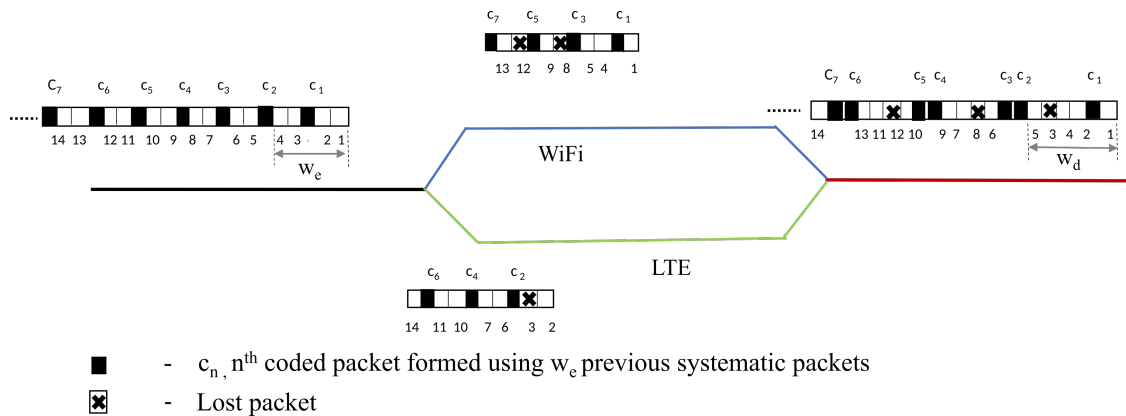 c7 c5 c3 c1
13 12 9 8 5 4 1
C7 c6 c5 c4 c3 c2 c1
14 13 12 11 10 9 8 7 6 5 4 3 2 1
we
C7 c6 c5 c4 c3 c2 c1
14 13 11 12 10 9 7 8 6 5 3 4 2 1
wd
WiFi
LTE
c6 c4 c2
14 11 10 7 6 3 2
- cn , nth coded packet formed using we previous systematic packets
- Lost packet